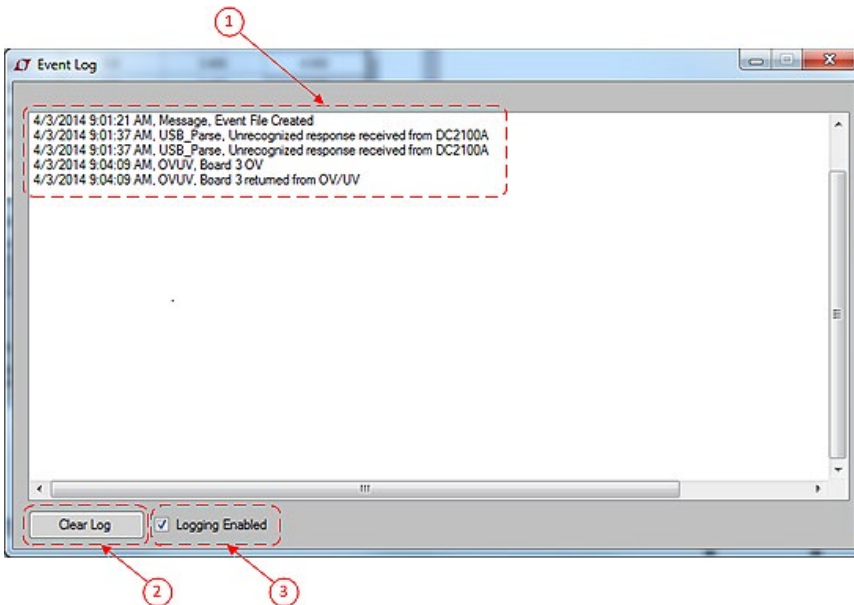 1
Event Log
4/3/2014 9:01:21 AM, Message, Event File Created
4/3/2014 9:01:37 AM, USB_Parse, Unrecognized response received from DC2100A
4/3/2014 9:01:37 AM, USB_Parse, Unrecognized response received from DC2100A
4/3/2014 9:04:09 AM, OVUV, Board 3 OV
4/3/2014 9:04:09 AM, OVUV, Board 3 returned from OV/UV
Clear Log
Logging Enabled
2
3